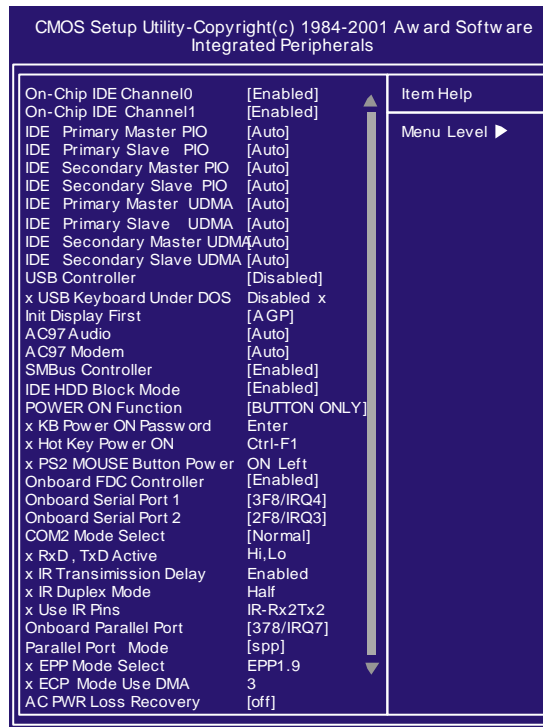 CMOS Setup Utility-Copyright(c) 1984-2001 Award Software
Integrated Peripherals
On-Chip IDE Channel0 [Enabled]
On-Chip IDE Channel1 [Enabled]
IDE Primary Master PIO [Auto]
IDE Primary Slave PIO [Auto]
IDE Secondary Master PIO [Auto]
IDE Secondary Slave PIO [Auto]
IDE Primary Master UDMA [Auto]
IDE Primary Slave UDMA [Auto]
IDE Secondary Master UDMA[Auto]
IDE Secondary Slave UDMA [Auto]
USB Controller [Disabled]
x USB Keyboard Under DOS Disabled x
Init Display First [AGP]
AC97 Audio [Auto]
AC97 Modem [Auto]
SMBus Controller [Enabled]
IDE HDD Block Mode [Enabled]
POWER ON Function [BUTTON ONLY]
x KB Power ON Password Enter
x Hot Key Power ON Ctrl-F1
x PS2 MOUSE Button Power ON Left
Onboard FDC Controller [Enabled]
Onboard Serial Port 1 [3F8/IRQ4]
Onboard Serial Port 2 [2F8/IRQ3]
COM2 Mode Select [Normal]
x RxD , TxD Active Hi,Lo
x IR Transimission Delay Enabled
x IR Duplex Mode Half
x Use IR Pins IR-Rx2Tx2
Onboard Parallel Port [378/IRQ7]
Parallel Port Mode [spp]
x EPP Mode Select EPP1.9
x ECP Mode Use DMA 3
AC PWR Loss Recovery [off]
Item Help
Menu Level ▶